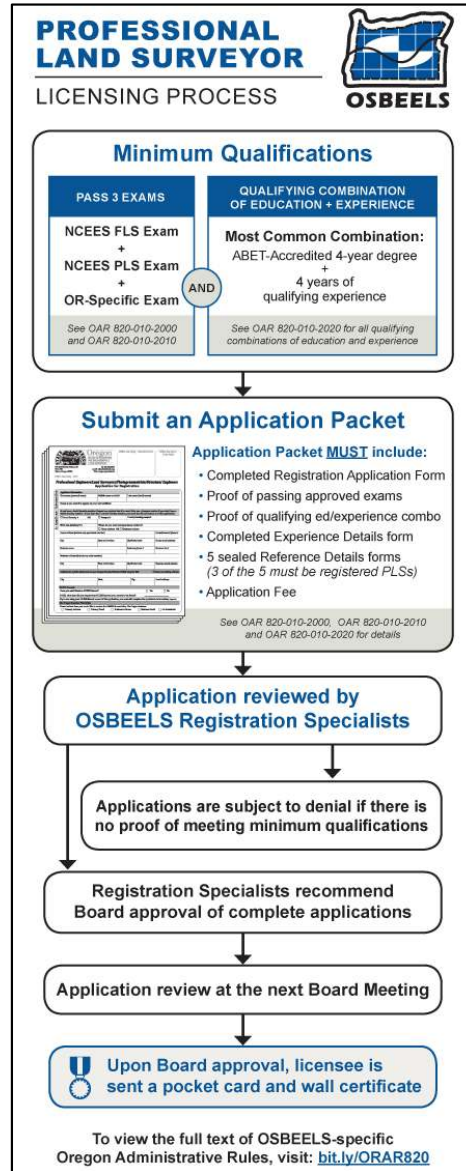 PROFESSIONAL
LAND SURVEYOR
LICENSING PROCESS
OSBEELS
Minimum Qualifications
PASS 3 EXAMS
NCEES FLS Exam
+
NCEES PLS Exam
+
OR-Specific Exam
See OAR 820-010-2000
and OAR 820-010-2010
AND
QUALIFYING COMBINATION
OF EDUCATION + EXPERIENCE
Most Common Combination:
ABET-Accredited 4-year degree
+
4 years of
qualifying experience
See OAR 820-010-2020 for all qualifying
combinations of education and experience
Submit an Application Packet
Oregon
Application for Registration
Application Packet MUST include:
• Completed Registration Application Form
• Proof of passing approved exams
• Proof of qualifying ed/experience combo
• Completed Experience Details form
• 5 sealed Reference Details forms
(3 of the 5 must be registered PLSs)
• Application Fee
See OAR 820-010-2000, OAR 820-010-2010
and OAR 820-010-2020 for details
Application reviewed by
OSBEELS Registration Specialists
Applications are subject to denial if there is
no proof of meeting minimum qualifications
Registration Specialists recommend
Board approval of complete applications
Application review at the next Board Meeting
Upon Board approval, licensee is
sent a pocket card and wall certificate
To view the full text of OSBEELS-specific
Oregon Administrative Rules, visit: bit.ly/ORAR820